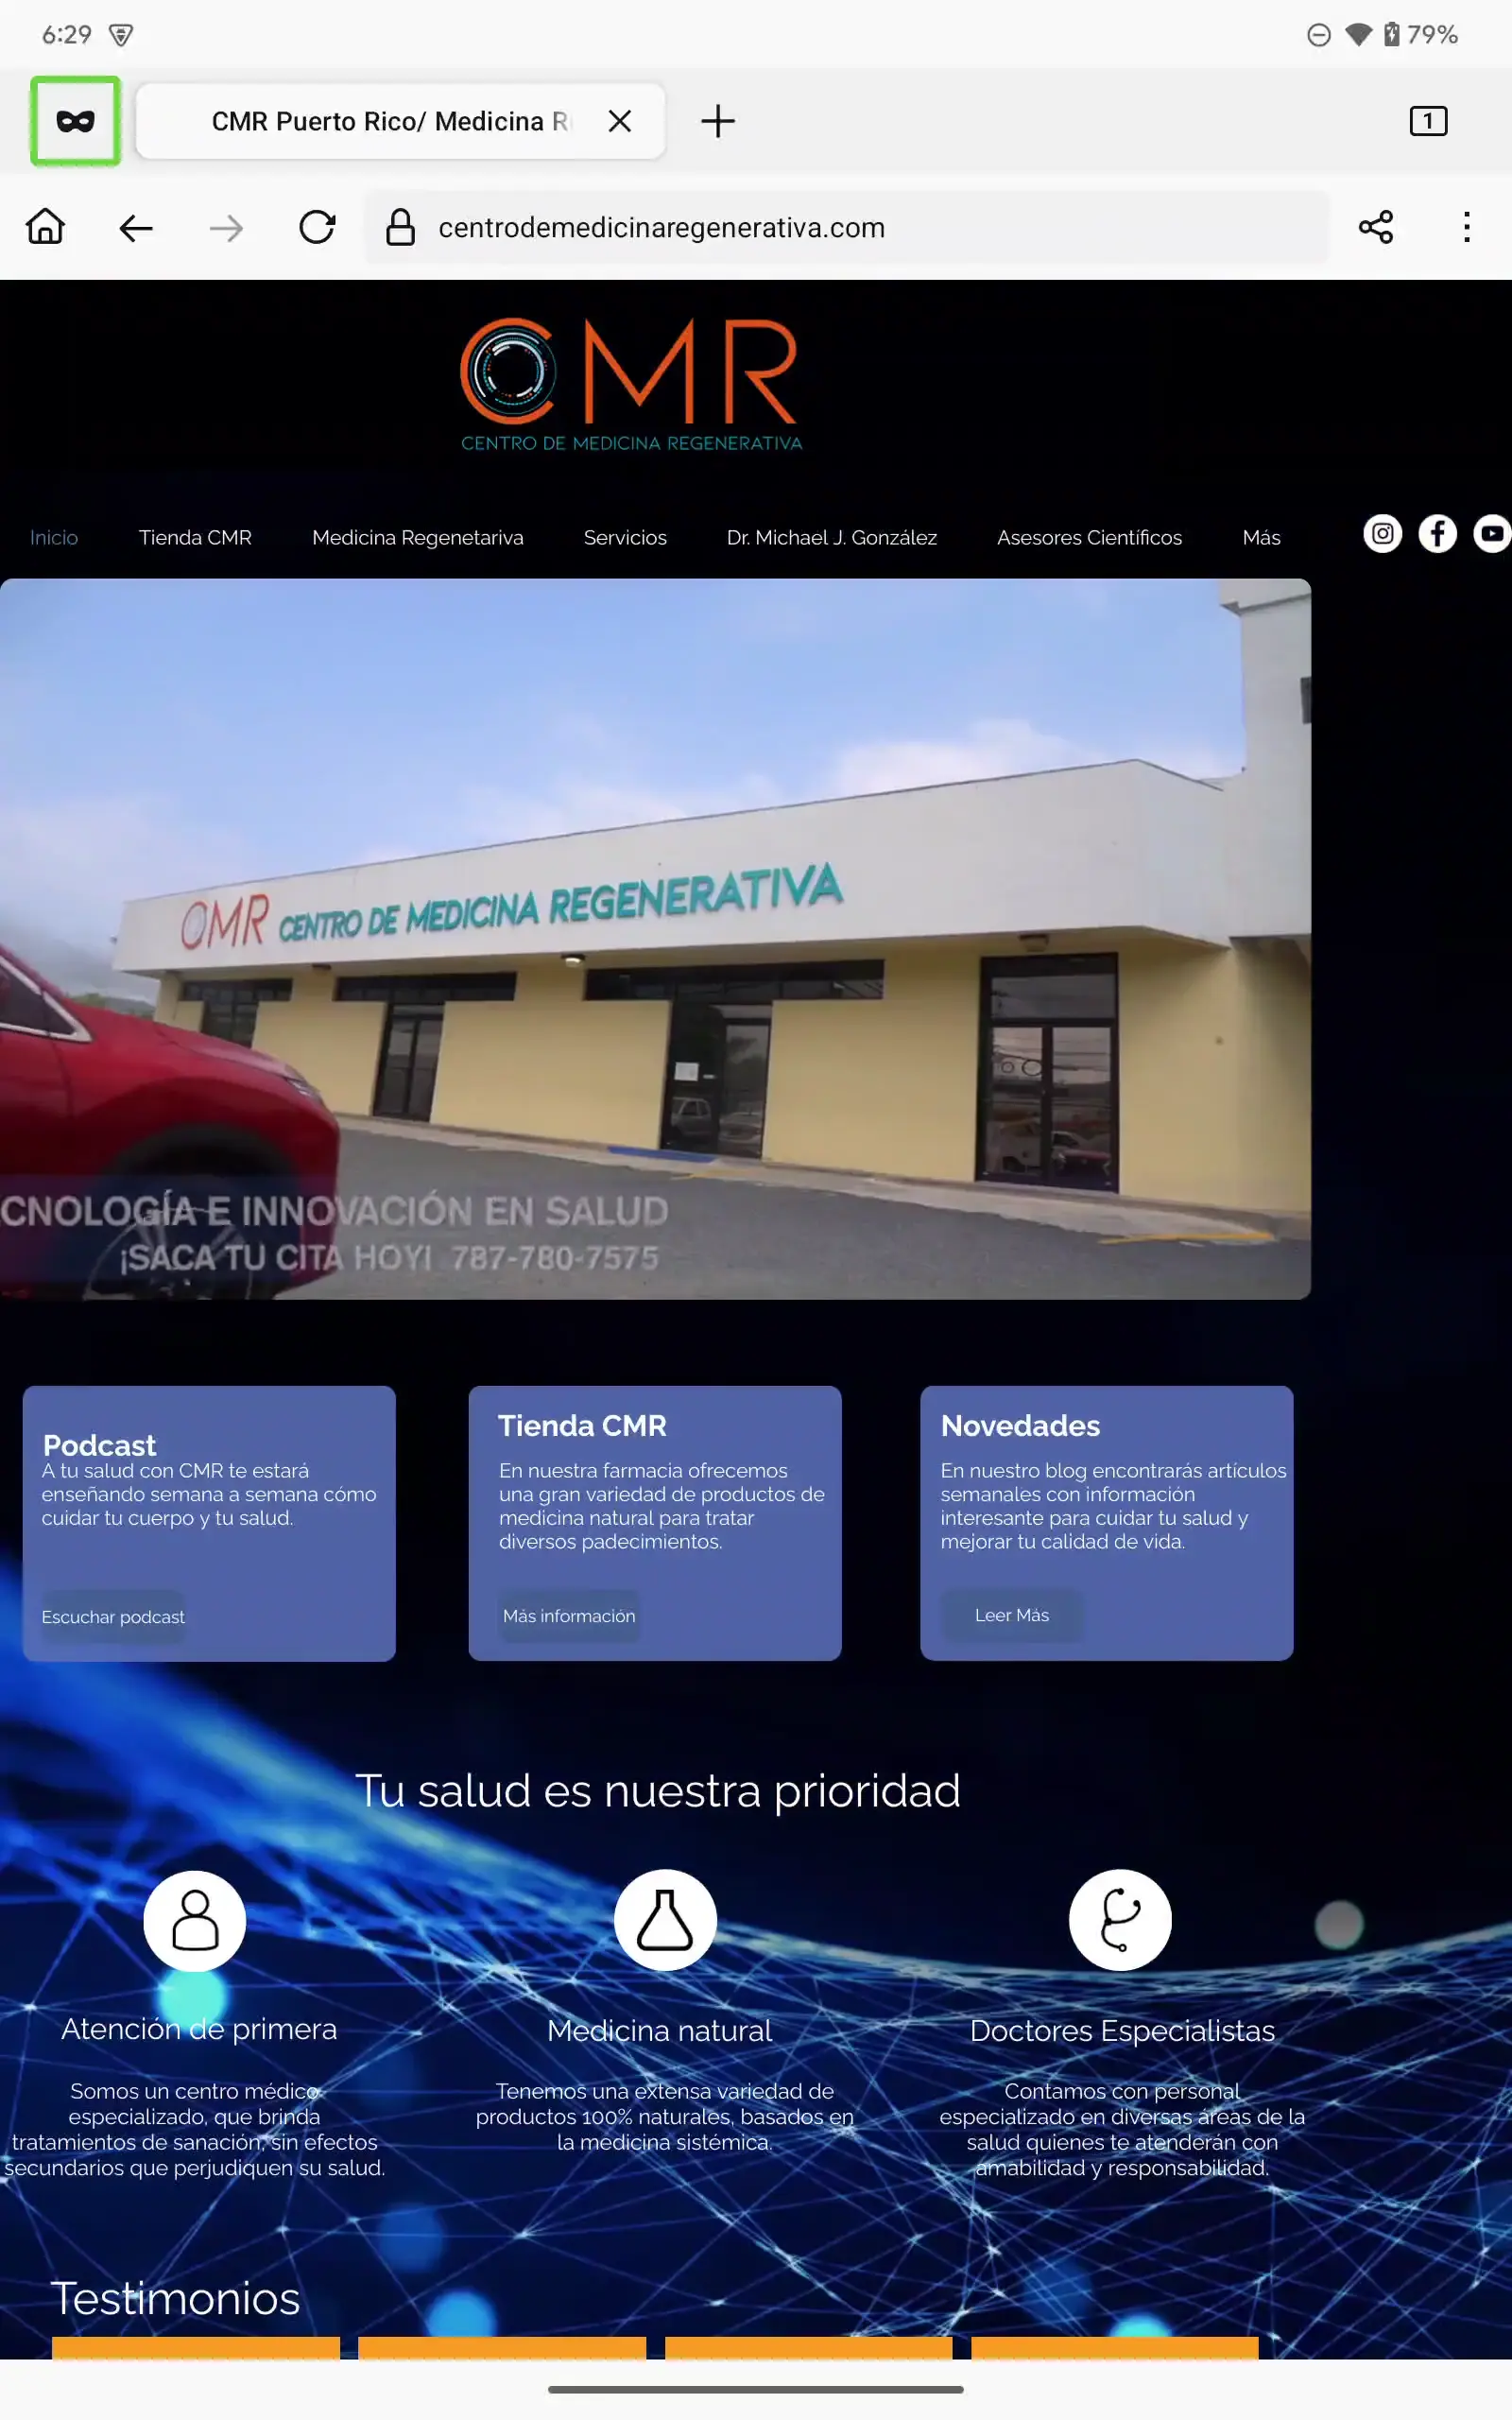 6:29
79%
CMR Puerto Rico/ Medicina R
1
centrodemedicinaregenerativa.com
CMR
CENTRO DE MEDICINA REGENERATIVA
Inicio Tienda CMR Medicina Regenetariva Servicios Dr. Michael J. González Asesores Científicos Más
CMR CENTRO DE MEDICINA REGENERATIVA
CNOLOGÍA E INNOVACIÓN EN SALUD
¡SACA TU CITA HOY! 787-780-7575
Podcast
A tu salud con CMR te estará
enseñando semana a semana cómo
cuidar tu cuerpo y tu salud.
Escuchar podcast
Tienda CMR
En nuestra farmacia ofrecemos
una gran variedad de productos de
medicina natural para tratar
diversos padecimientos.
Más información
Novedades
En nuestro blog encontrarás artículos
semanales con información
interesante para cuidar tu salud y
mejorar tu calidad de vida.
Leer Más
Tu salud es nuestra prioridad
Atención de primera
Somos un centro médico
especializado, que brinda
tratamientos de sanación, sin efectos
secundarios que perjudiquen su salud.
Medicina natural
Tenemos una extensa variedad de
productos 100% naturales, basados en
la medicina sistémica.
Doctores Especialistas
Contamos con personal
especializado en diversas áreas de la
salud quienes te atenderán con
amabilidad y responsabilidad.
Testimonios